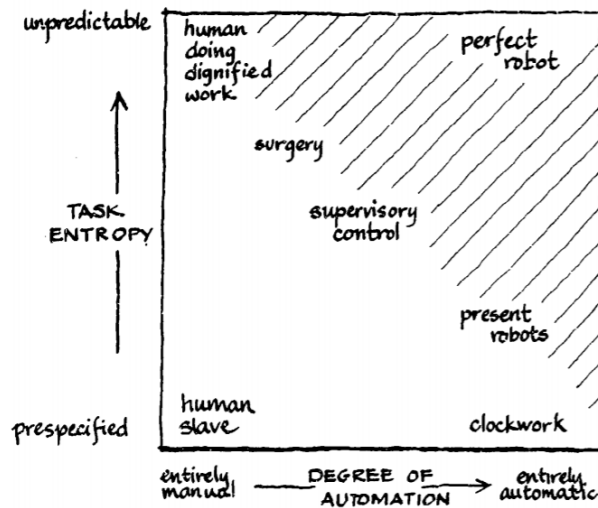 unpredictable
human
doing
dignified
work
perfect
robot
surgery
TASK
ENTROPY
supervisory
control
present
robots
human
slave
prespecified
clockwork
entirely
manual
DEGREE OF
AUTOMATION
entirely
automatic